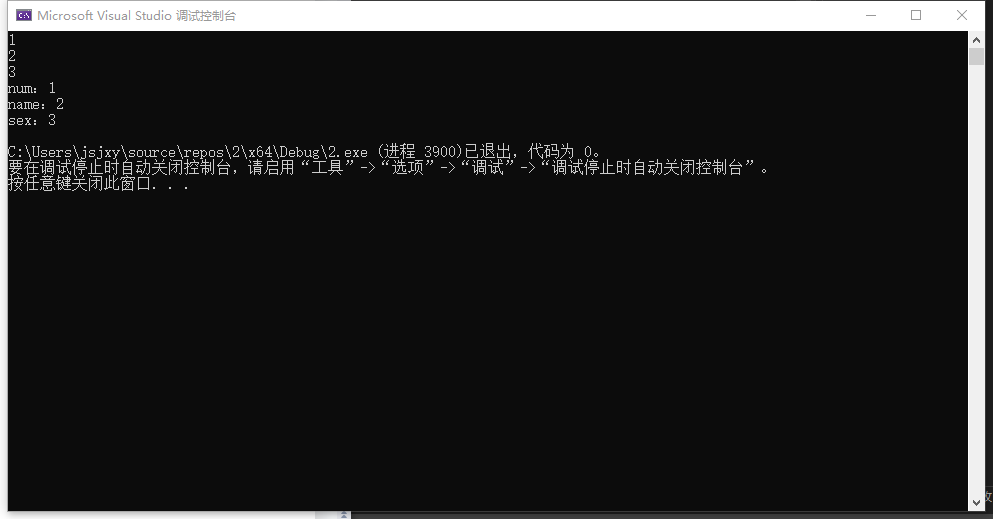 Microsoft Visual Studio 调试控制台
1
2
3
num：1
name：2
sex：3
C:\Users\jsjxy\source\repos\2\x64\Debug\2.exe (进程 3900)已退出，代码为 0。
要在调试停止时自动关闭控制台，请启用“工具”->“选项”->“调试”->“调试停止时自动关闭控制台”。
按任意键关闭此窗口. . .